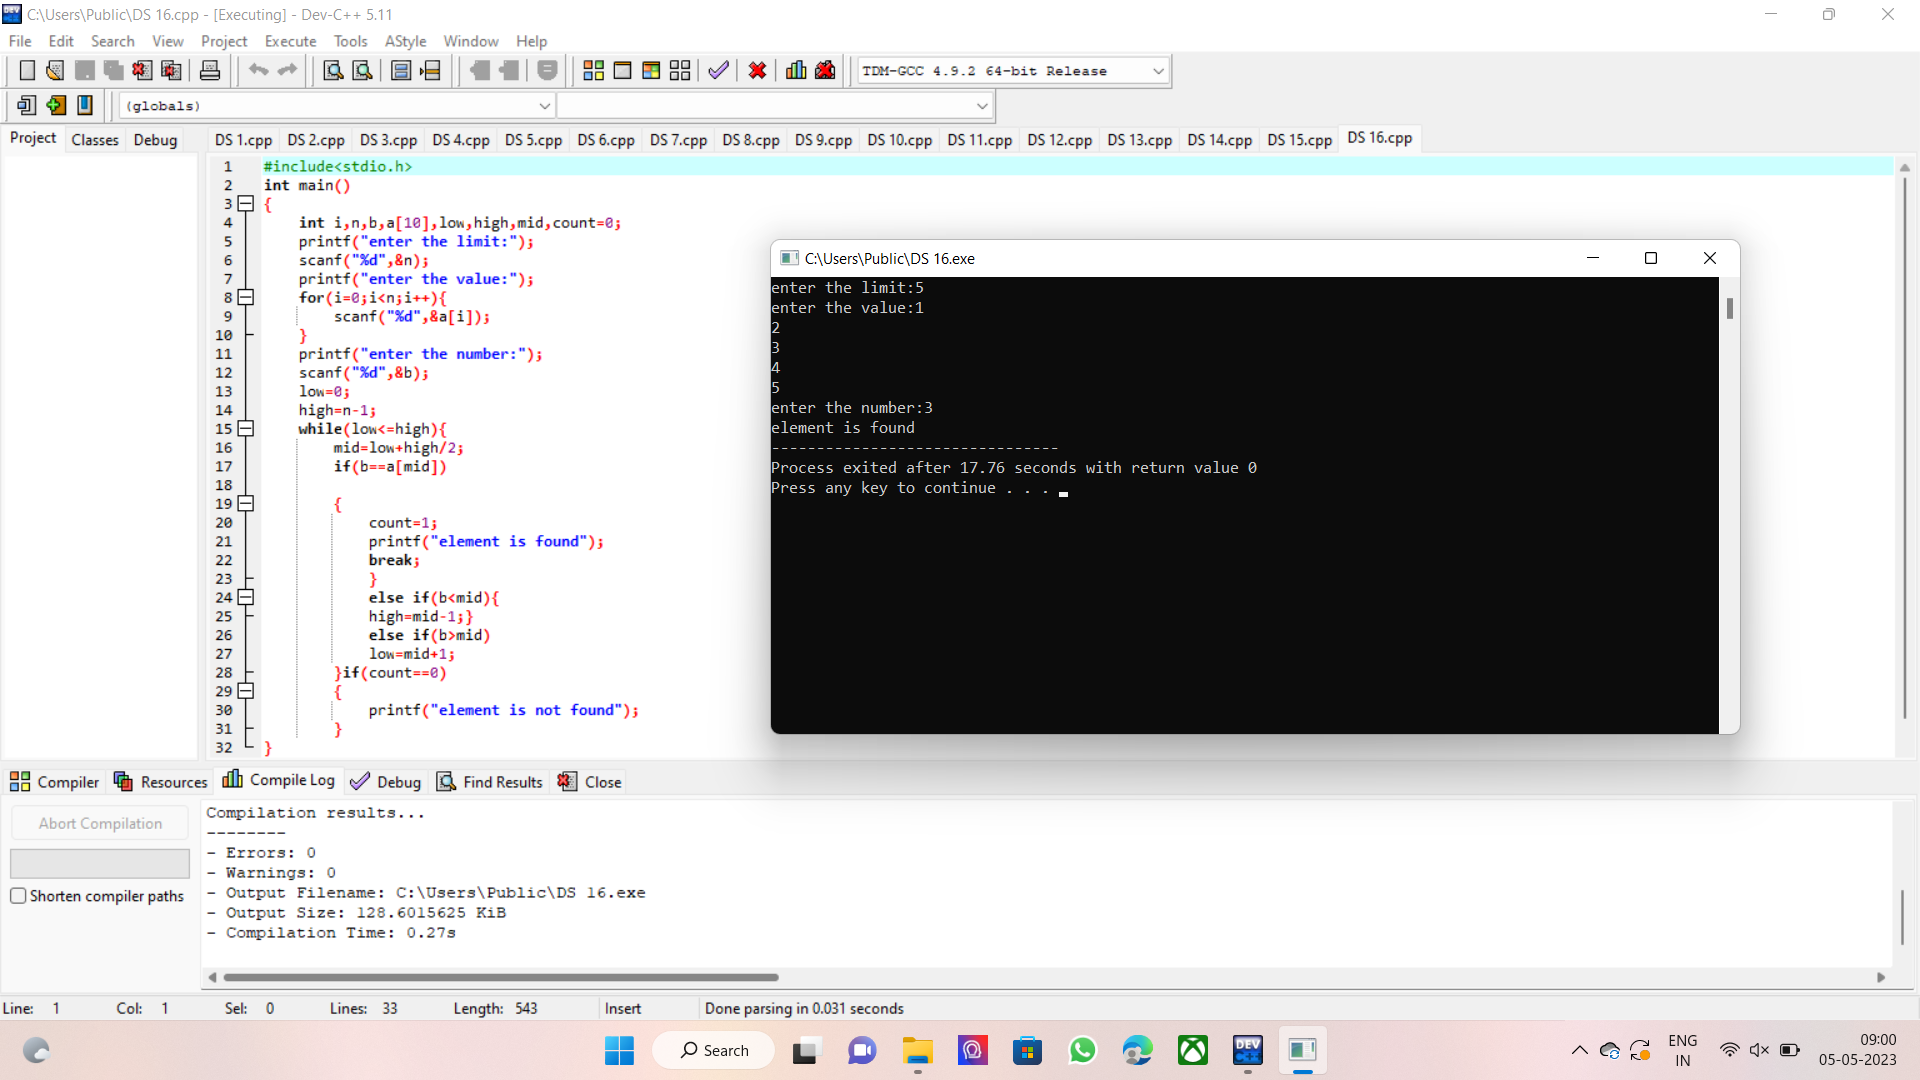 C:\Users\Public\DS 16.cpp - [Executing] - Dev-C++ 5.11
File Edit Search View Project Execute Tools AStyle Window Help
TDM-GCC 4.9.2 64-bit Release
(globals)
Project Classes Debug
DS 1.cpp DS 2.cpp DS 3.cpp DS 4.cpp DS 5.cpp DS 6.cpp DS 7.cpp DS 8.cpp DS 9.cpp DS 10.cpp DS 11.cpp DS 12.cpp DS 13.cpp DS 14.cpp DS 15.cpp DS 16.cpp
1 #include<stdio.h>
2 int main()
3 {
4 int i,n,b,a[10],low,high,mid,count=0;
5 printf("enter the limit:");
6 scanf("%d",&n);
7 printf("enter the value:");
8 for(i=0;i<n;i++){
9 scanf("%d",&a[i]);
10 }
11 printf("enter the number:");
12 scanf("%d",&b);
13 low=0;
14 high=n-1;
15 while(low<=high){
16 mid=low+high/2;
17 if(b==a[mid])
18
19 {
20 count=1;
21 printf("element is found");
22 break;
23 }
24 else if(b<mid){
25 high=mid-1;}
26 else if(b>mid)
27 low=mid+1;
28 }if(count==0)
29 {
30 printf("element is not found");
31 }
32 }
C:\Users\Public\DS 16.exe
enter the limit:5
enter the value:1
2
3
4
5
enter the number:3
element is found
--------------------------------
Process exited after 17.76 seconds with return value 0
Press any key to continue . . .
Compiler Resources Compile Log Debug Find Results Close
Abort Compilation
Shorten compiler paths
Compilation results...
--------
- Errors: 0
- Warnings: 0
- Output Filename: C:\Users\Public\DS 16.exe
- Output Size: 128.6015625 KiB
- Compilation Time: 0.27s
Line: 1 Col: 1 Sel: 0 Lines: 33 Length: 543 Insert Done parsing in 0.031 seconds
Search
DEV
C++
ENG
IN
09:00
05-05-2023